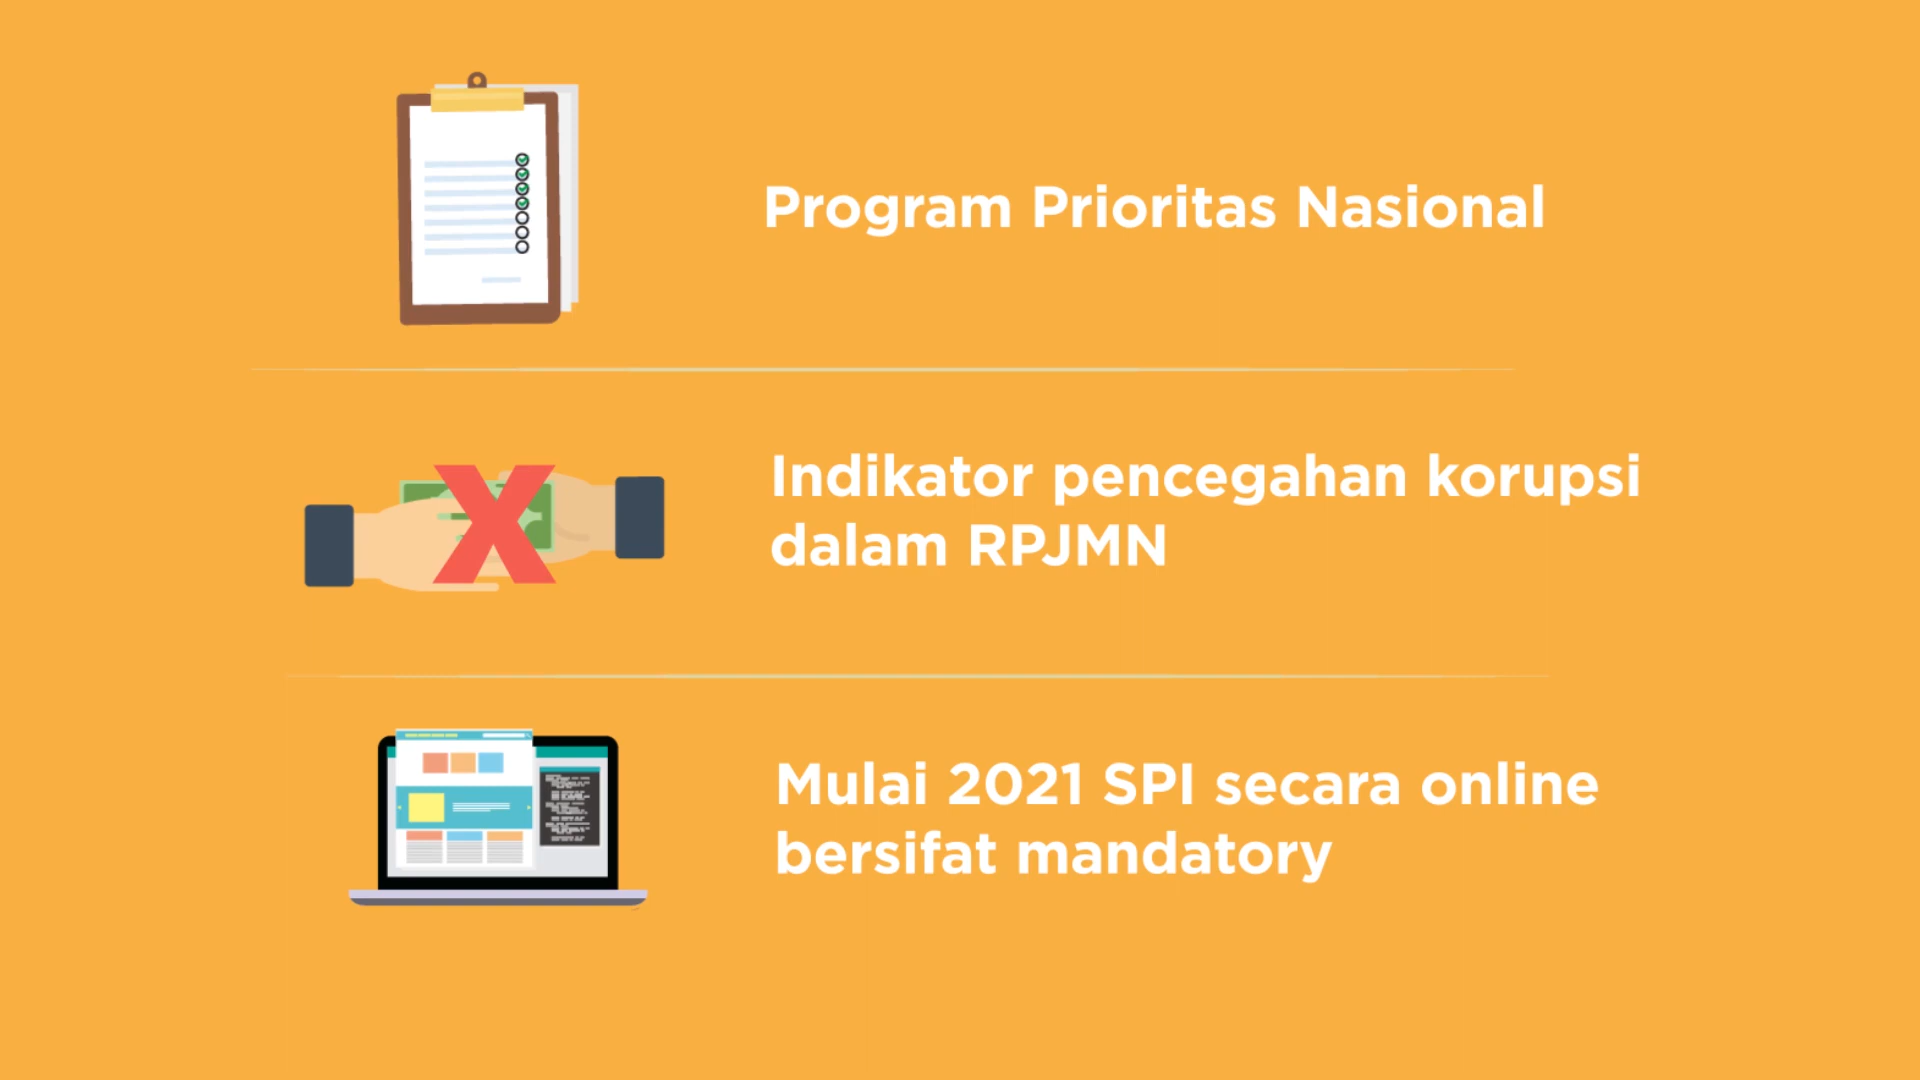 Program Prioritas Nasional
Indikator pencegahan korupsi
dalam RPJMN
Mulai 2021 SPI secara online
bersifat mandatory